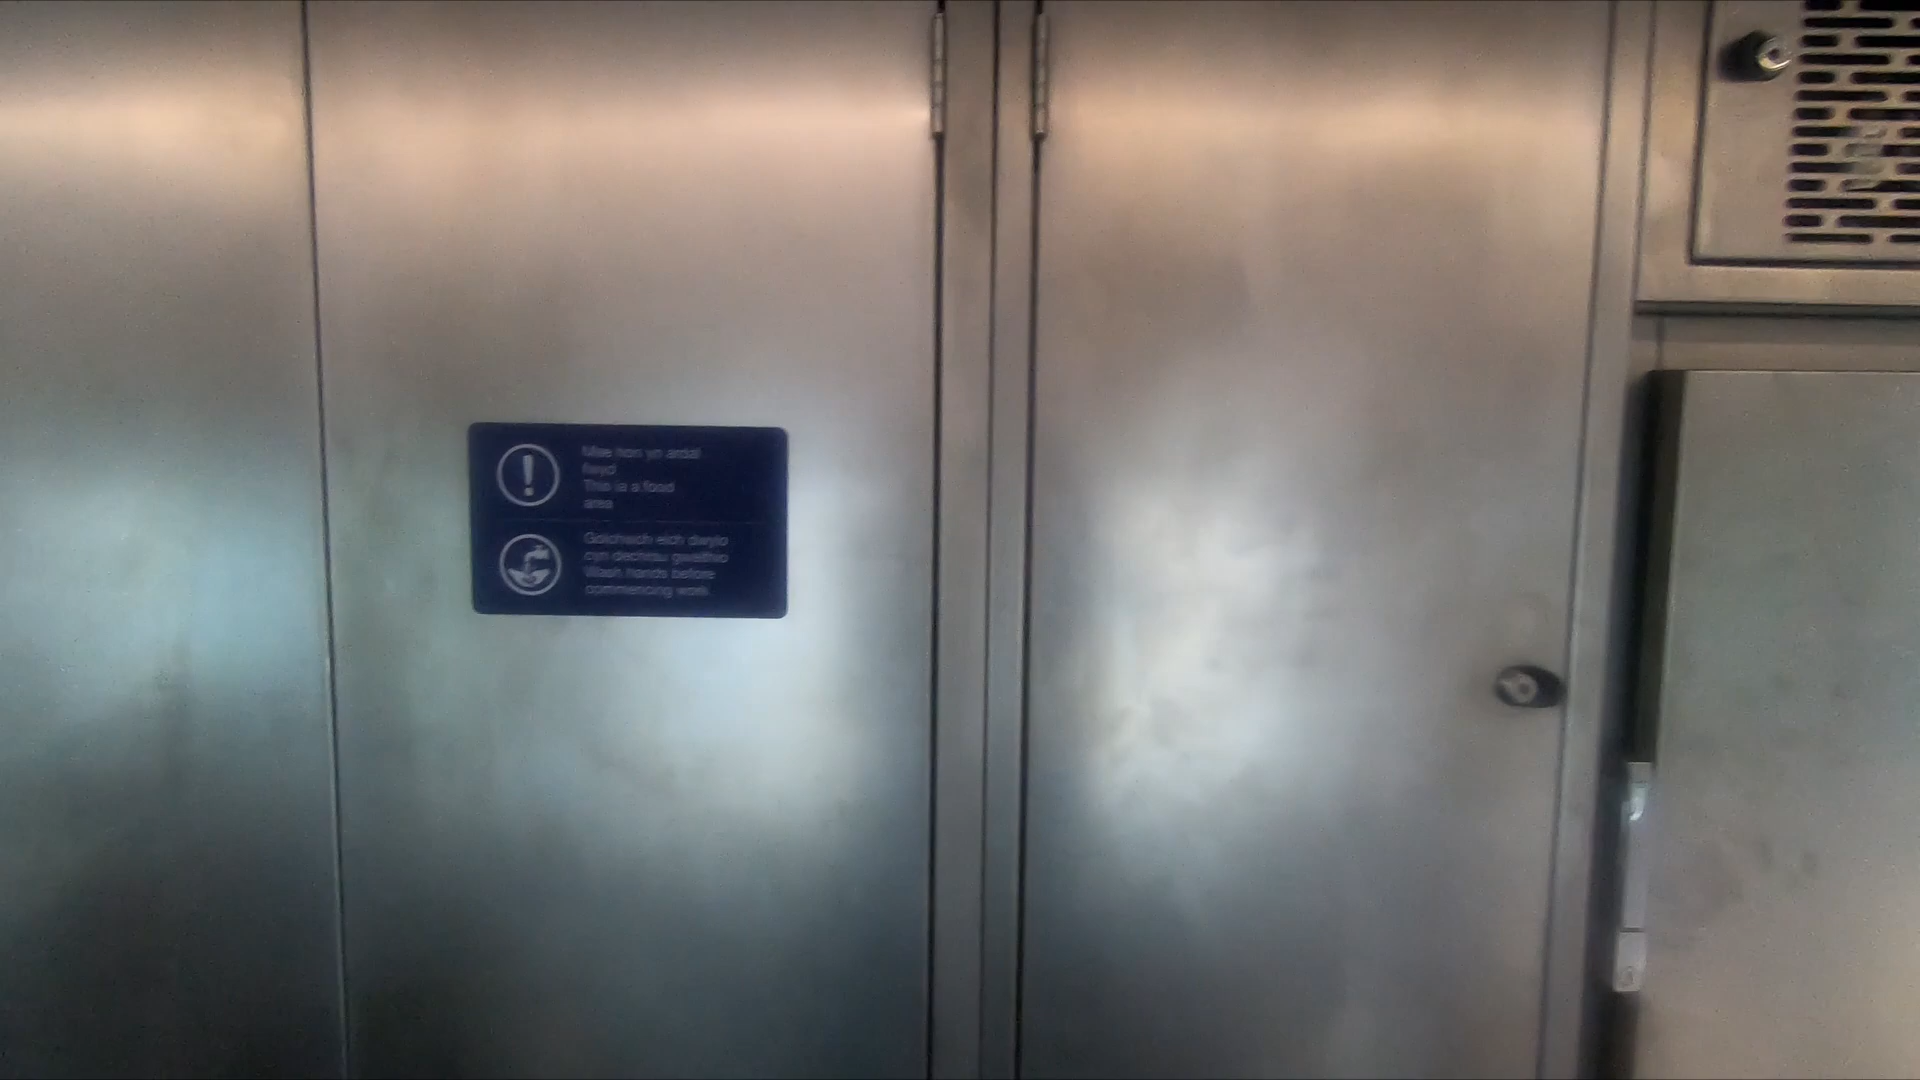 Mae hon yn ardal
fwyd
This is a food
area
Golchwch eich dwylo
cyn dechrau gweithio
Wash hands before
commencing work